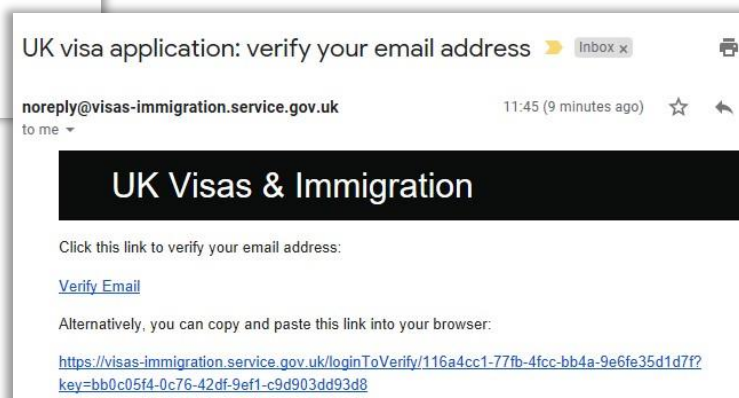 UK visa application: verify your email address Inbox x
noreply@visas-immigration.service.gov.uk 11:45 (9 minutes ago)
to me
UK Visas & Immigration
Click this link to verify your email address:
Verify Email
Alternatively, you can copy and paste this link into your browser:
https://visas-immigration.service.gov.uk/loginToVerify/116a4cc1-77fb-4fcc-bb4a-9e6fe35d1d7f?
key=bb0c05f4-0c76-42df-9ef1-c9d903dd93d8